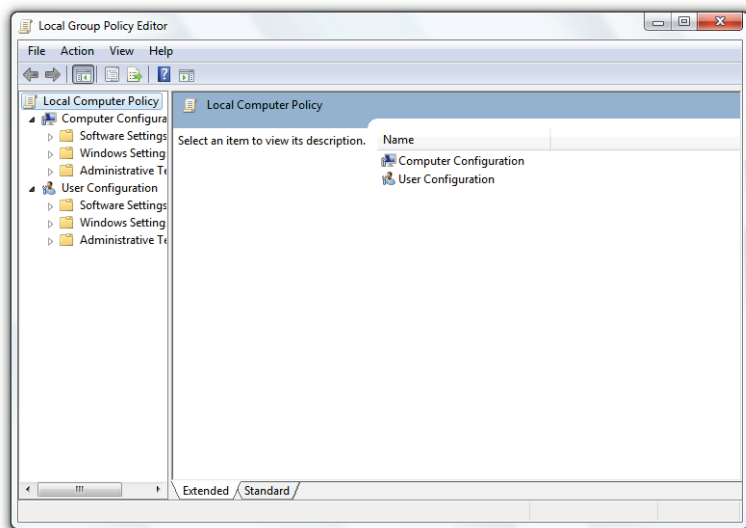 Local Group Policy Editor
File Action View Help
Local Computer Policy
Computer Configura
Software Settings
Windows Setting
Administrative Te
User Configuration
Software Settings
Windows Setting
Administrative Te
Local Computer Policy
Select an item to view its description.
Name
Computer Configuration
User Configuration
Extended Standard